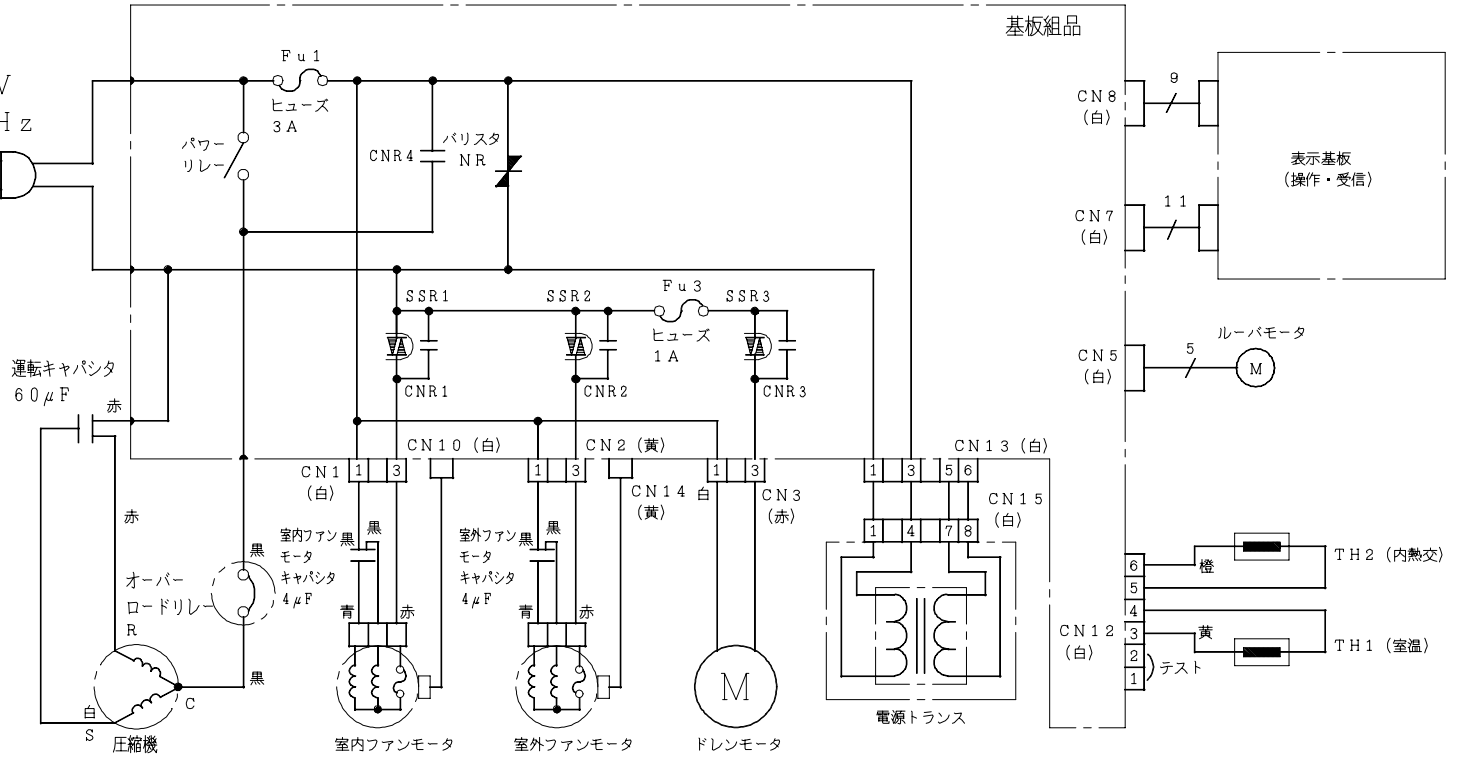 基板組品
V
Hz
Fu1
ヒューズ
3A
パワー
リレー
CNR4
バリスタ
NR
CN8
(白)
9
表示基板
(操作・受信)
CN7
(白)
11
SSR1
SSR2
Fu3
ヒューズ
1A
SSR3
CNR1
CNR2
CNR3
CN5
(白)
5
ルーバモータ
M
運転キャパシタ
60μF
赤
CN1
(白)
1
3
CN10 (白)
1
3
CN2 (黄)
CN14
(黄)
1
3
白
CN3
(赤)
1
3
5
6
CN13 (白)
CN15
(白)
1
4
7
8
赤
黒
室内ファン
モータ
キャパシタ
4μF
黒
黒
青
赤
室外ファン
モータ
キャパシタ
4μF
黒
黒
青
赤
オーバー
ロードリレー
R
黒
C
白
S
圧縮機
室内ファンモータ
室外ファンモータ
M
ドレンモータ
電源トランス
CN12
(白)
6
5
4
3
2
1
橙
黄
テスト
TH2 (内熱交)
TH1 (室温)